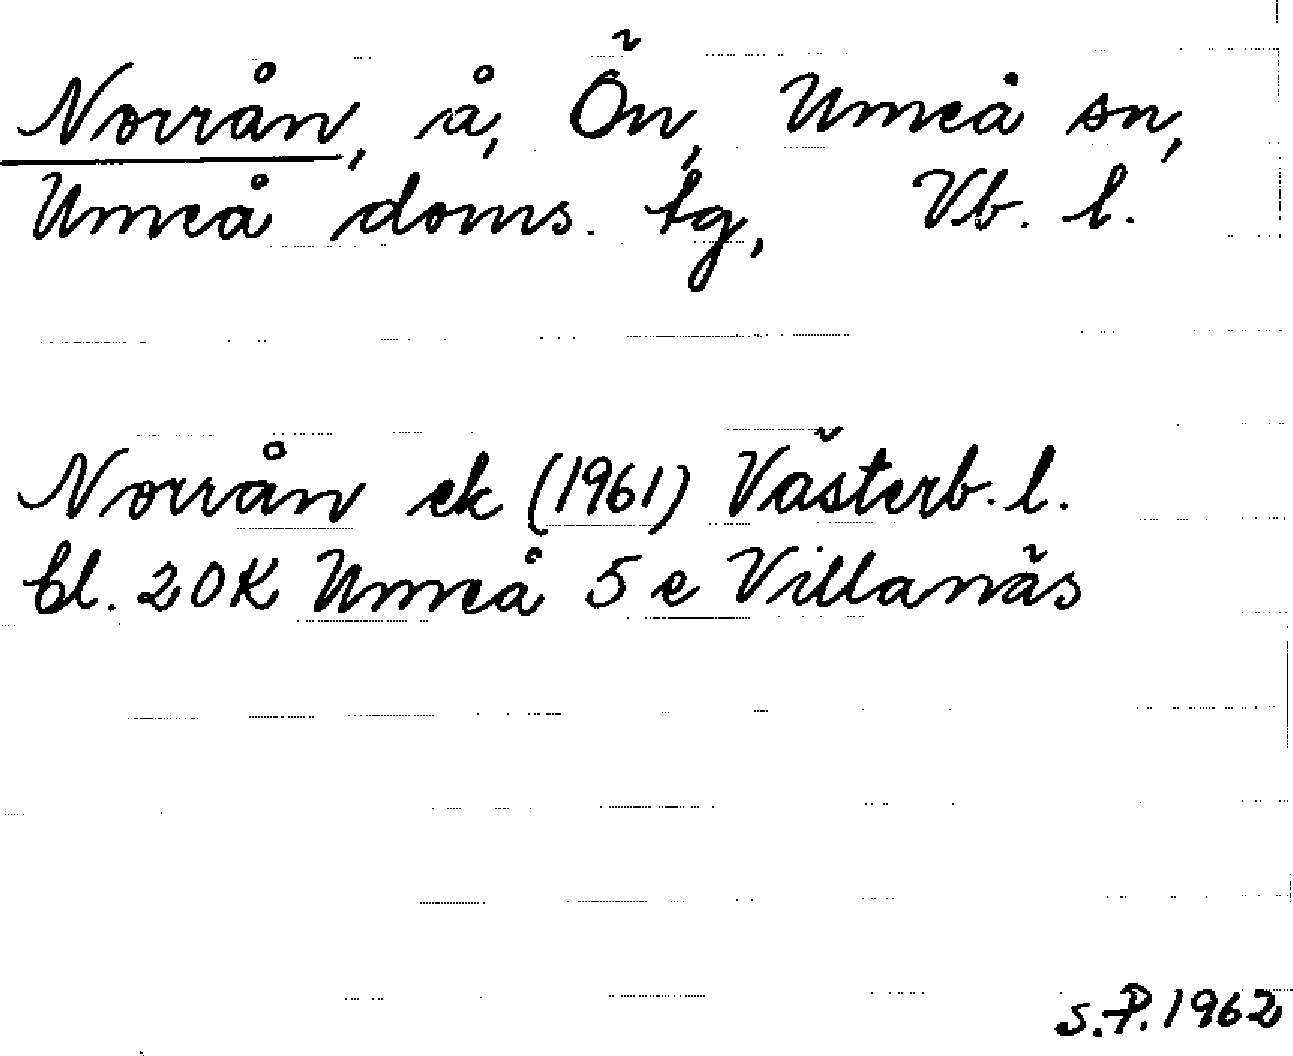 Norrån, å, Ön, Umeå sn,
Umeå doms. tg, Vb. l.
Norrån ek (1961) Västerb. l.
bl. 20K Umeå 5 e Villanäs
S.P. 1962